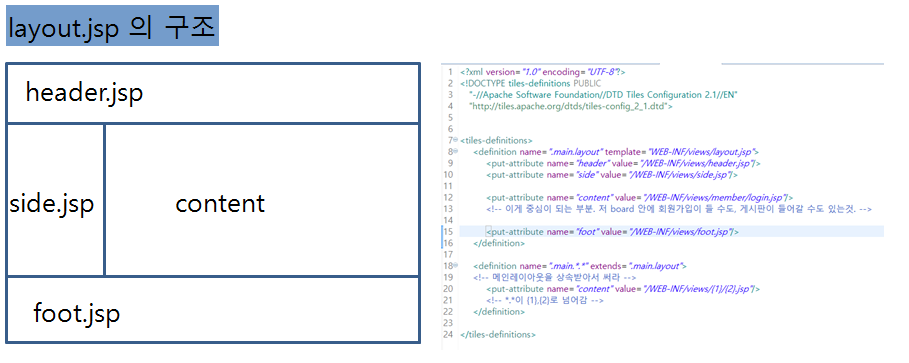 layout.jsp 의 구조
header.jsp
side.jsp
content
foot.jsp
1 <?xml version="1.0" encoding="UTF-8"?>
2 <!DOCTYPE tiles-definitions PUBLIC
3 "-//Apache Software Foundation//DTD Tiles Configuration 2.1//EN"
4 "http://tiles.apache.org/dtds/tiles-config_2_1.dtd">
5
6
7 <tiles-definitions>
8 <definition name=".main.layout" template="WEB-INF/views/layout.jsp">
9 <put-attribute name="header" value="/WEB-INF/views/header.jsp"/>
10 <put-attribute name="side" value="/WEB-INF/views/side.jsp"/>
11
12 <put-attribute name="content" value="/WEB-INF/views/member/login.jsp"/>
13 <!-- 이게 중심이 되는 부분. 저 board 안에 회원가입이 들 수도, 게시판이 들어갈 수도 있는것. -->
14
15 <put-attribute name="foot" value="/WEB-INF/views/foot.jsp"/>
16 </definition>
17
18 <definition name=".main.*.*" extends=".main.layout">
19 <!-- 메인레이아웃을 상속받아서 써라 -->
20 <put-attribute name="content" value="/WEB-INF/views/{1}/{2}.jsp"/>
21 <!-- *.*이 {1},{2}로 넘어감 -->
22 </definition>
23
24 </tiles-definitions>